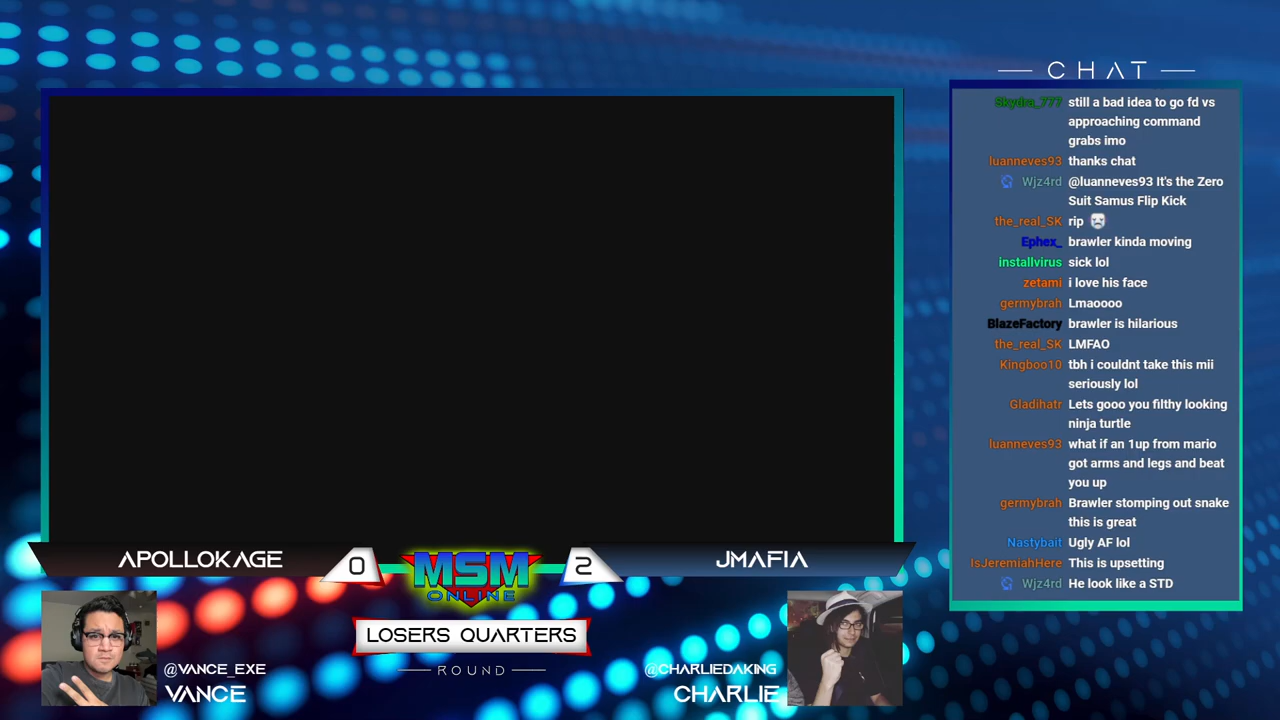 CHAT
Skydra_777 still a bad idea to go fd vs
approaching command
grabs imo
luanneves93 thanks chat
Wjz4rd @luanneves93 It's the Zero
Suit Samus Flip Kick
the_real_SK rip
Ephex_ brawler kinda moving
installvirus sick lol
zetami i love his face
germybrah Lmaoooo
BlazeFactory brawler is hilarious
the_real_SK LMFAO
Kingboo10 tbh i couldnt take this mii
seriously lol
Gladihatr Lets gooo you filthy looking
ninja turtle
luanneves93 what if an 1up from mario
got arms and legs and beat
you up
germybrah Brawler stomping out snake
this is great
Nastybait Ugly AF lol
IsJeremiahHere This is upsetting
Wjz4rd He look like a STD
APOLLOKAGE 0 MSM 2 JMAFIA
ONLINE
LOSERS QUARTERS
ROUND
@VANCE_EXE
VANCE
@CHARLIEDAKING
CHARLIE